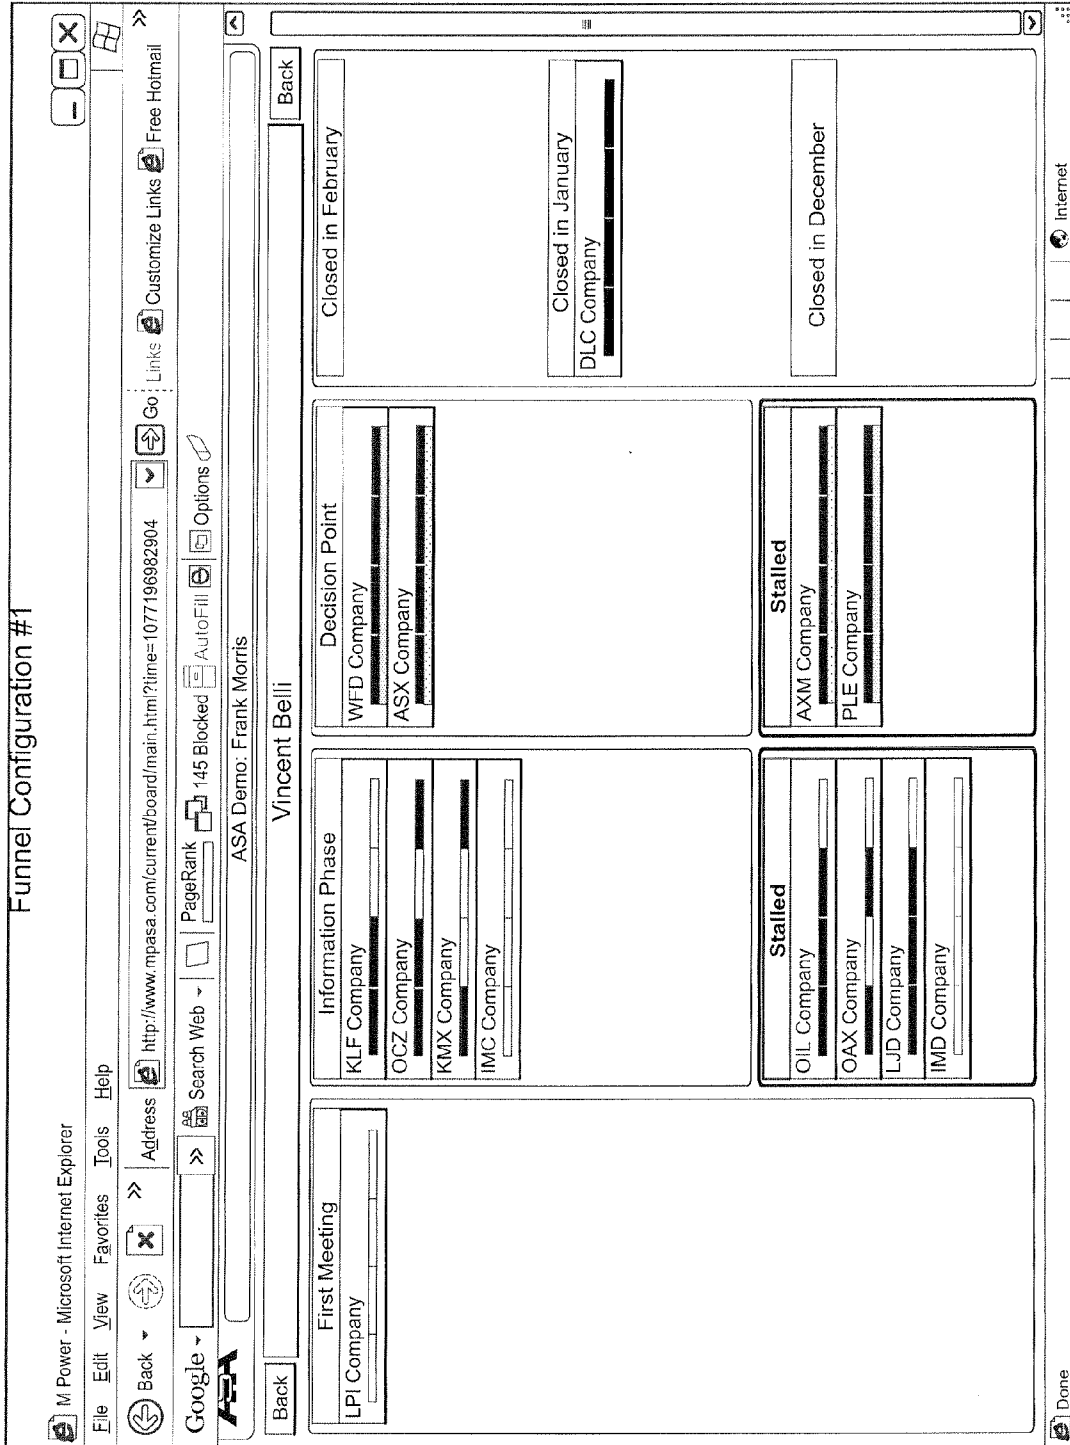 Funnel Configuration #1
M Power - Microsoft Internet Explorer
File Edit View Favorites Tools Help
Back Address http://www.mpasa.com/current/board/main.html?time=1077196982904 Go Links Customize Links Free Hotmail
Google Search Web PageRank 145 Blocked AutoFill Options
ASA Demo: Frank Morris
Back Vincent Belli Back
First Meeting
LPI Company
Information Phase
KLF Company
OCZ Company
KMX Company
IMC Company
Stalled
OIL Company
OAX Company
LJD Company
IMD Company
Decision Point
WFD Company
ASX Company
Stalled
AXM Company
PLE Company
Closed in February
Closed in January
DLC Company
Closed in December
Done Internet